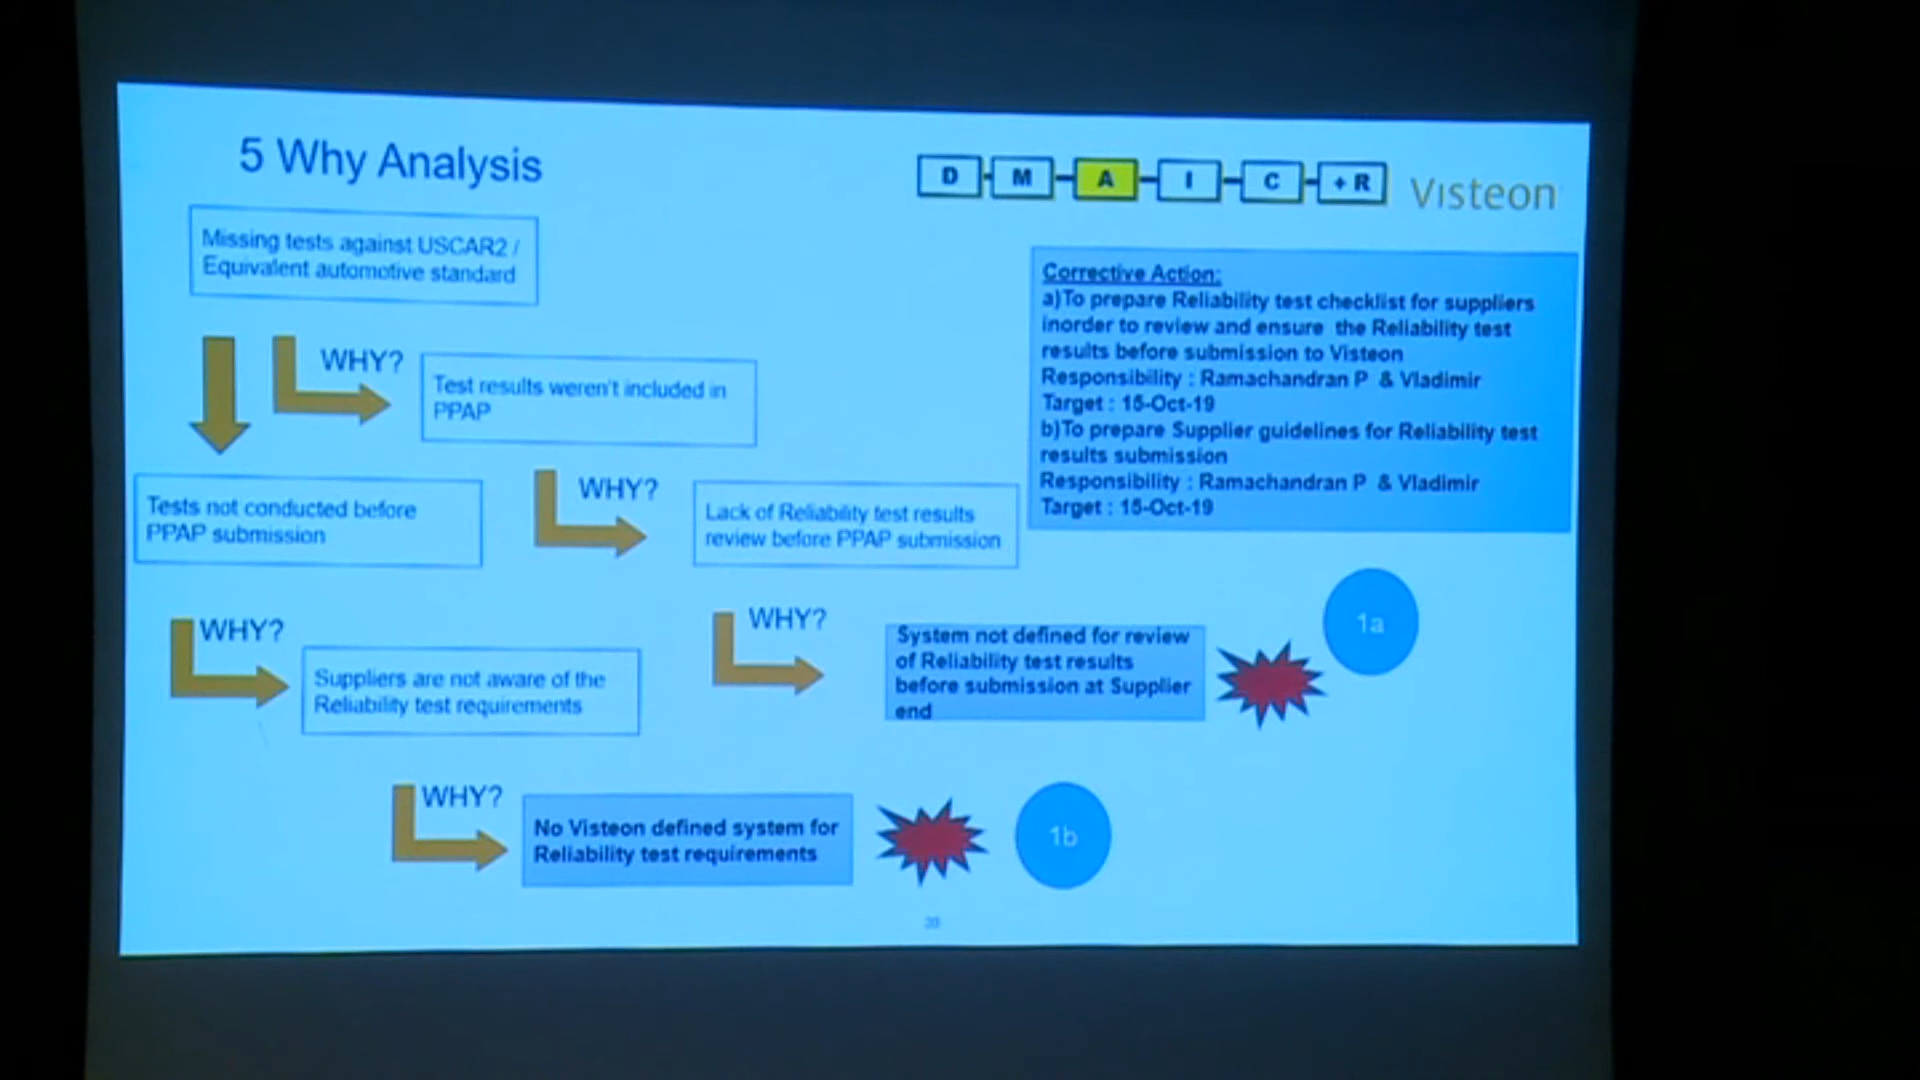 5 Why Analysis
D M A I C +R
Visteon
Missing tests against USCAR2 /
Equivalent automotive standard
Corrective Action:
a)To prepare Reliability test checklist for suppliers
inorder to review and ensure the Reliability test
results before submission to Visteon
Responsibility : Ramachandran P & Vladimir
Target : 15-Oct-19
b)To prepare Supplier guidelines for Reliability test
results submission
Responsibility : Ramachandran P & Vladimir
Target : 15-Oct-19
WHY?
Test results weren't included in
PPAP
Tests not conducted before
PPAP submission
WHY?
Lack of Reliability test results
review before PPAP submission
WHY?
Suppliers are not aware of the
Reliability test requirements
WHY?
System not defined for review
of Reliability test results
before submission at Supplier
end
1a
WHY?
No Visteon defined system for
Reliability test requirements
1b